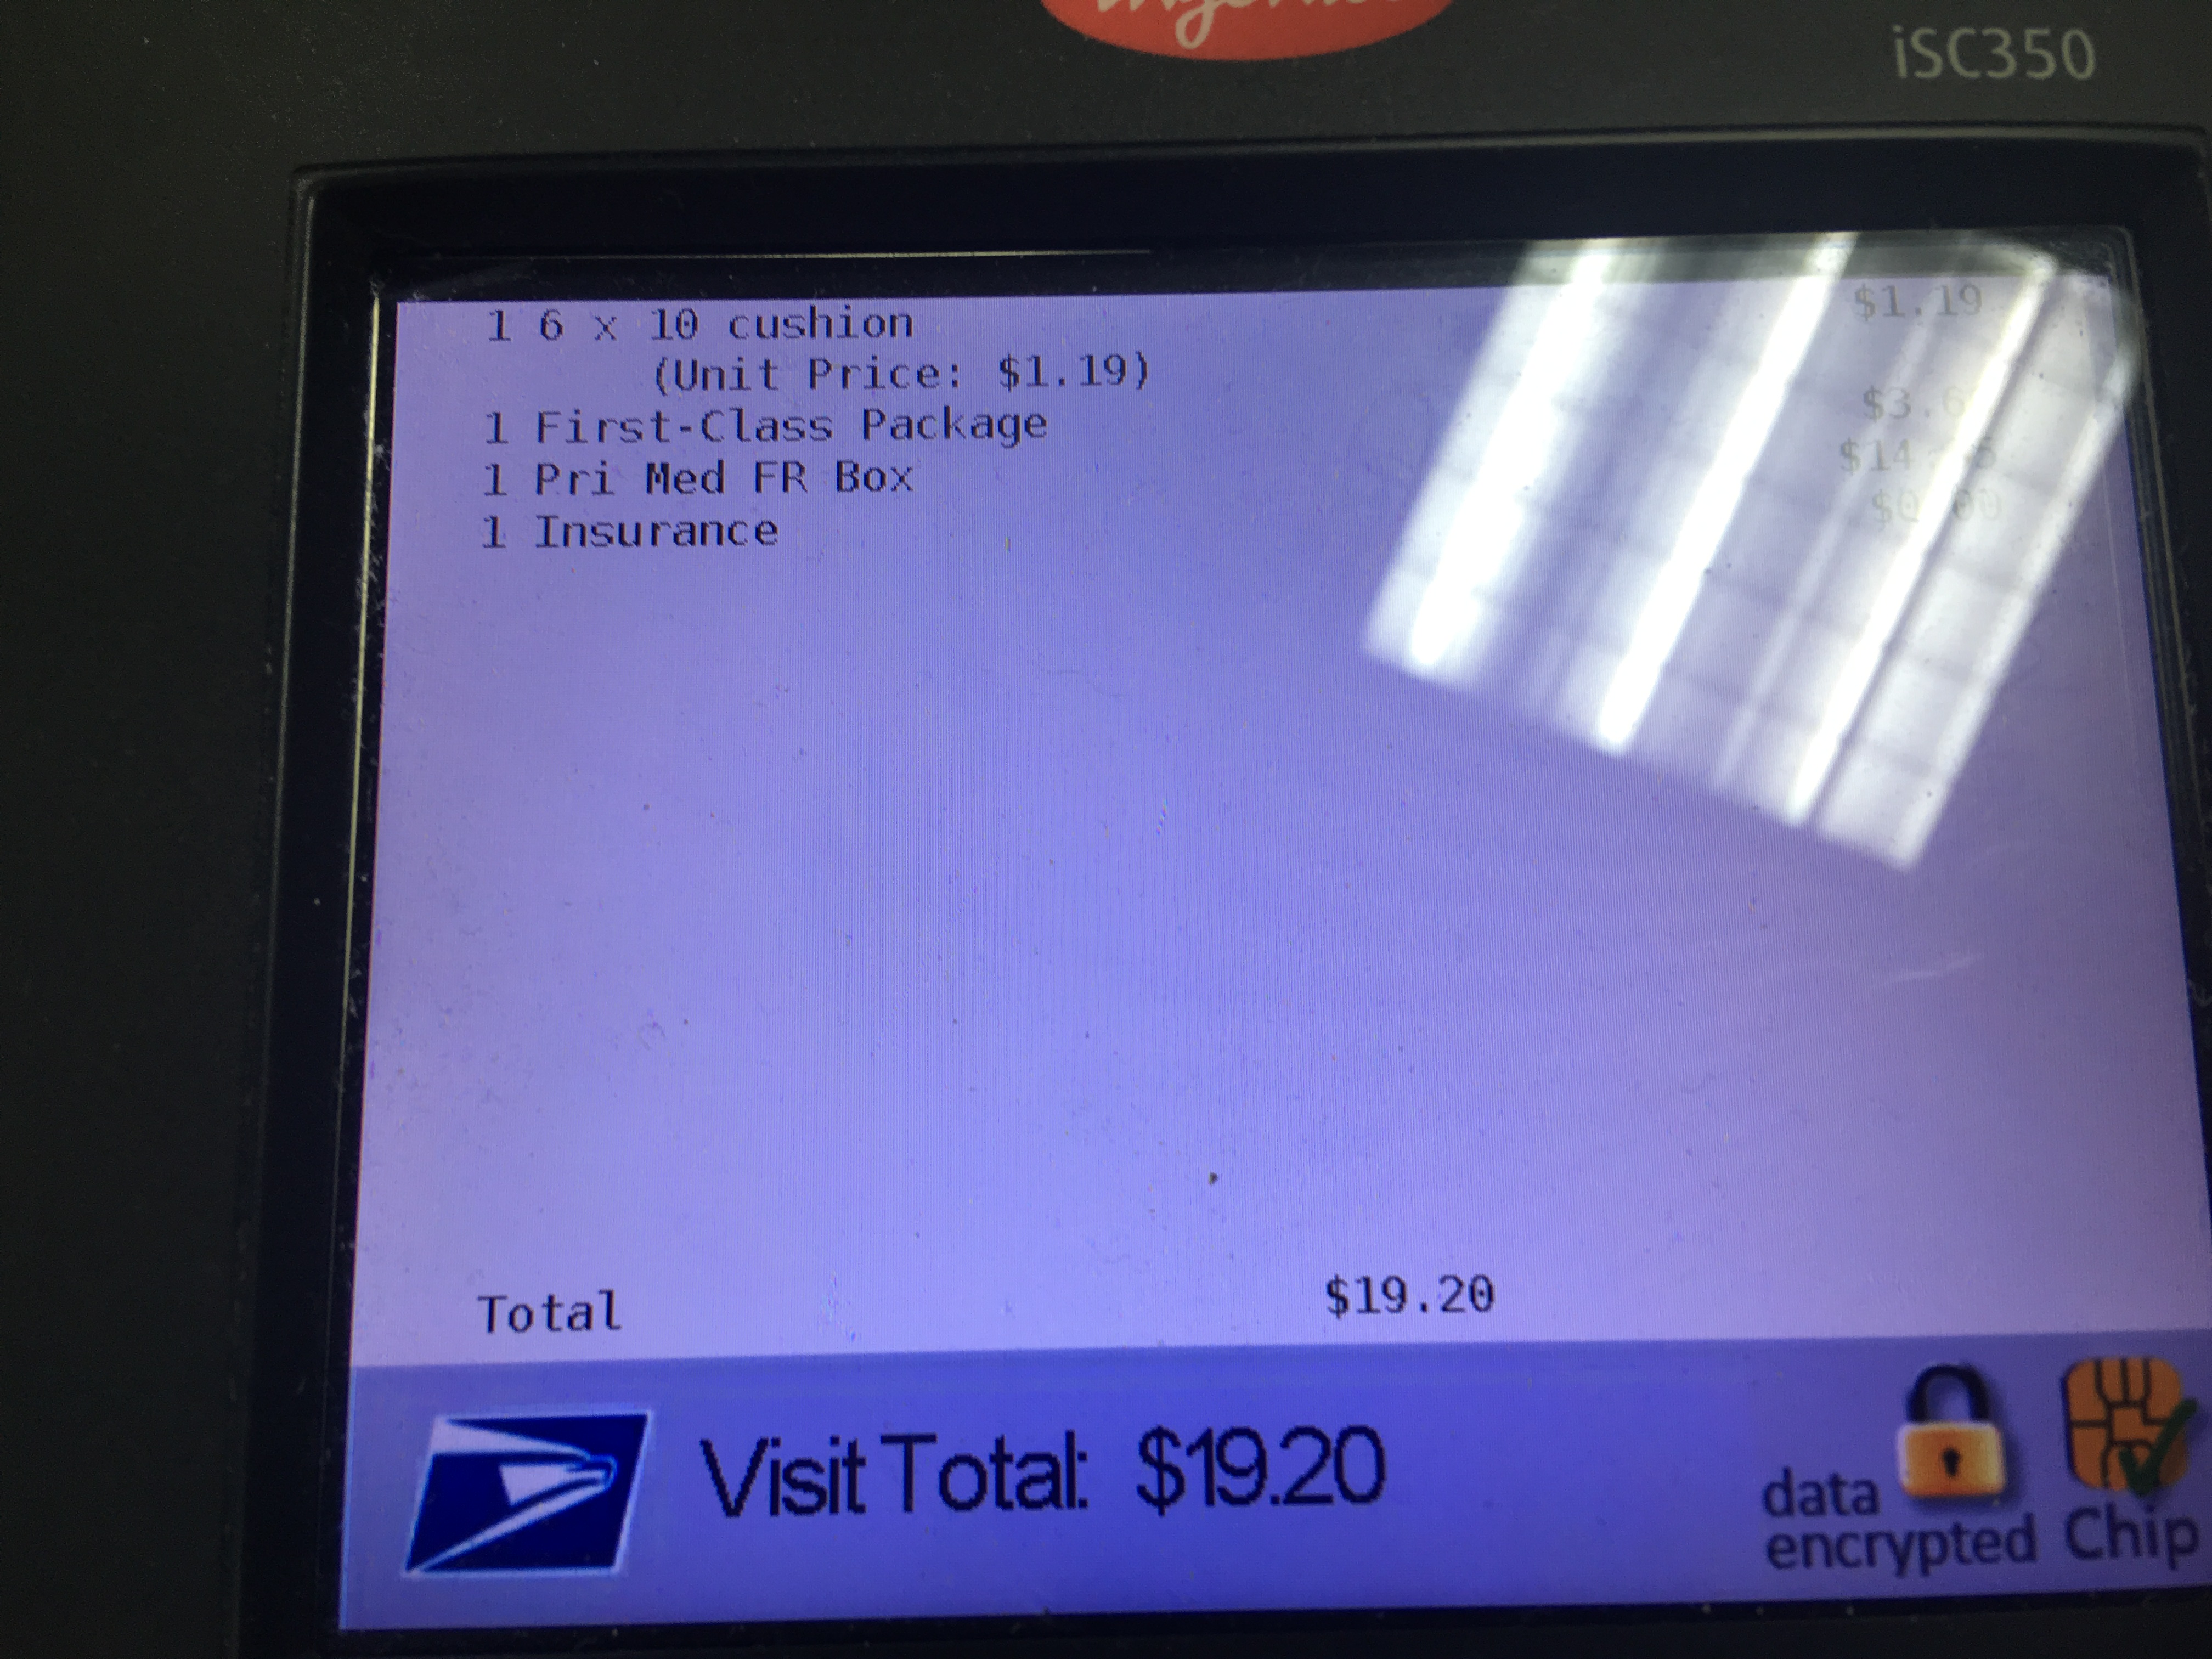 iSC350
1 6 x 10 cushion $1.19
(Unit Price: $1.19)
1 First-Class Package
1 Pri Med FR Box
1 Insurance
Total $19.20
Visit Total: $19.20
data
encrypted
Chip